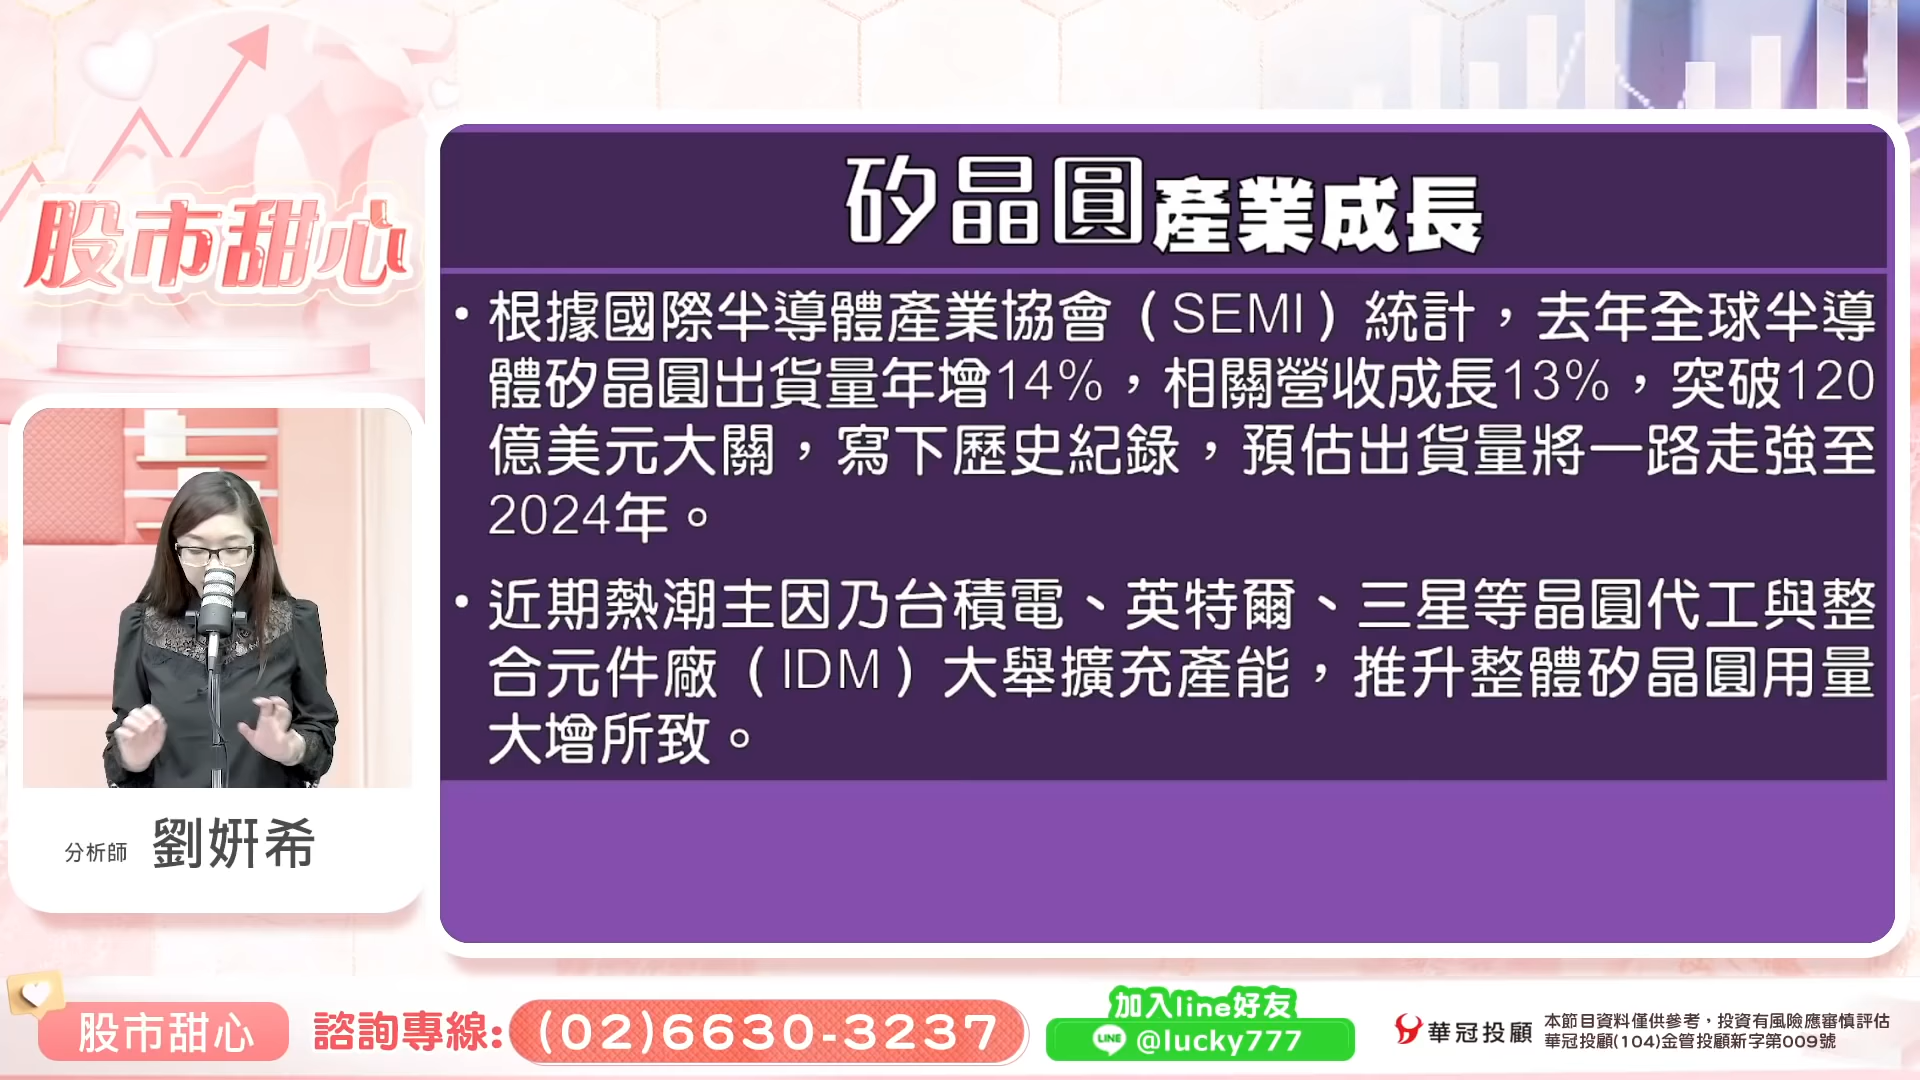 股市甜心
矽晶圓產業成長
•根據國際半導體產業協會（SEMI）統計，去年全球半導
體矽晶圓出貨量年增14%，相關營收成長13%，突破120
億美元大關，寫下歷史紀錄，預估出貨量將一路走強至
2024年。
•近期熱潮主因乃台積電、英特爾、三星等晶圓代工與整
合元件廠（IDM）大舉擴充產能，推升整體矽晶圓用量
大增所致。
分析師 劉妍希
股市甜心
諮詢專線:(02)6630-3237
加入line好友
LINE @lucky777
華冠投顧
本節目資料僅供參考，投資有風險應審慎評估
華冠投顧(104)金管投顧新字第009號